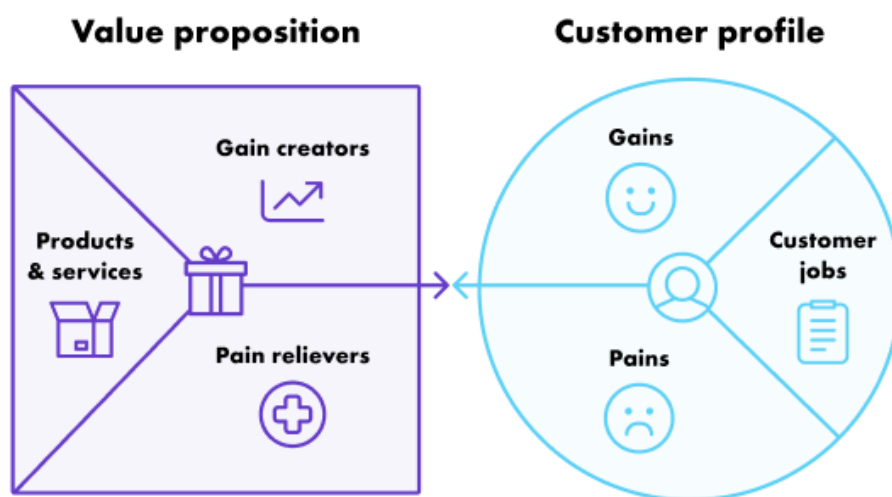 Value proposition
Customer profile
Gain creators
Products
& services
Pain relievers
Gains
Customer
jobs
Pains